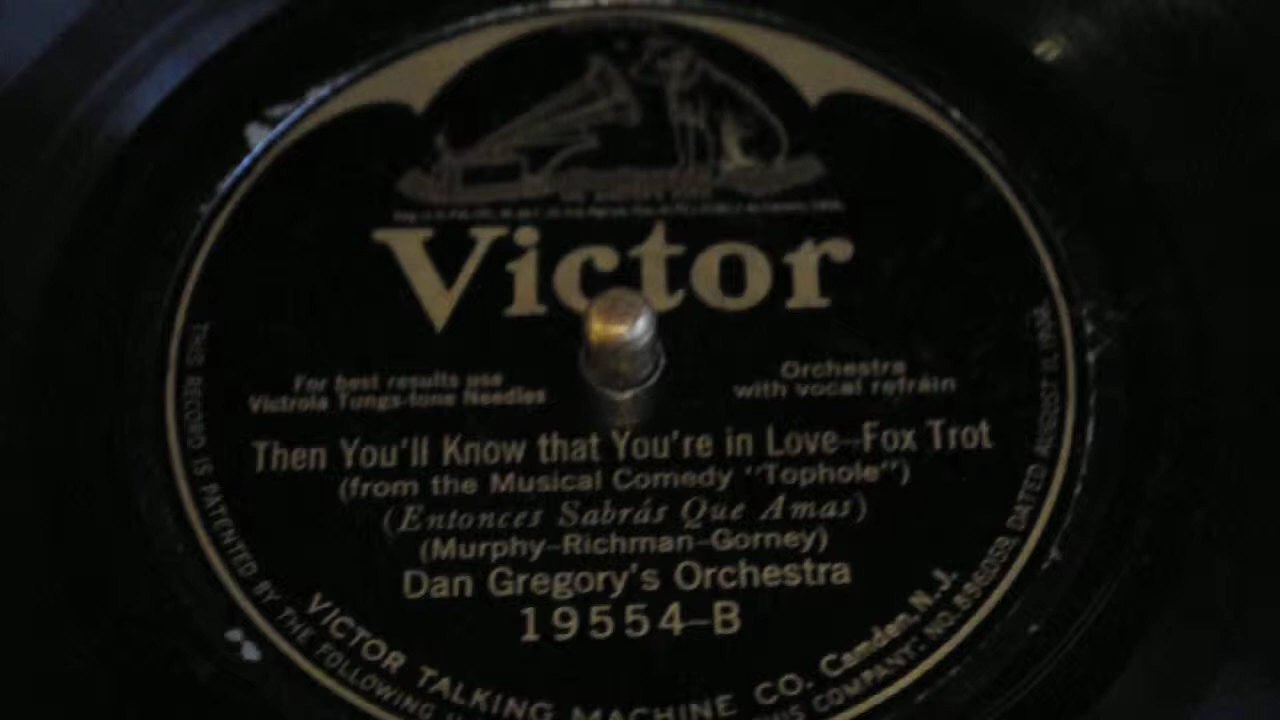 Victor
For best results use
Victrola Tungs-tone Needles
Orchestra
with vocal refrain
Then You'll Know that You're in Love–Fox Trot
(from the Musical Comedy "Tophole")
(Entonces Sabrás Que Amas)
(Murphy–Richman–Gorney)
Dan Gregory's Orchestra
19554–B
VICTOR TALKING MACHINE CO. Camden, N.J.
THIS RECORD IS PATENTED BY THE FOLLOWING
THIS COMPANY: NO. 896059, DATED AUGUST 11, 1908